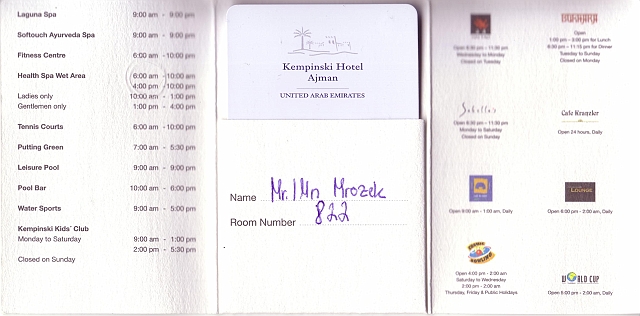 Laguna Spa 9:00 am - 9:00 pm
Softouch Ayurveda Spa 9:00 am - 9:00 pm
Fitness Centre 6:00 am -10:00 pm
Health Spa Wet Area 6:00 am -10:00 am
4:00 pm -10:00 pm
Ladies only 10:00 am - 1:00 pm
Gentlemen only 1:00 pm - 4:00 pm
Tennis Courts 6:00 am -10:00 pm
Putting Green 7:00 am - 5:30 pm
Leisure Pool 9:00 am - 9:00 pm
Pool Bar 10:00 am - 6:00 pm
Water Sports 9:00 am - 5:00 pm
Kempinski Kids' Club
Monday to Saturday 9:00 am - 1:00 pm
2:00 pm - 5:30 pm
Closed on Sunday
Kempinski Hotel
Ajman
UNITED ARAB EMIRATES
Name Mr./Mrs Mrozek
Room Number 822
Open 6:30 pm - 11:30 pm
Wednesday to Monday
Closed on Tuesday
BUKHARA
Open
1:00 pm - 3:00 pm for Lunch
Tuesday to Sunday
Closed on Monday
Sabella's
Open 6:30 pm - 11:30 pm
Monday to Saturday
Closed on Sunday
Cafe Kranzler
Open 24 hours, Daily
Open 9:00 am - 1:00 am, Daily
LOUNGE
Open 6:00 pm - 2:00 am, Daily
BOWLING
Open 4:00 pm - 2:00 am
Saturday to Wednesday
2:00 pm - 2:00 am
Thursday, Friday & Public Holidays
WORLD CUP
Open 5:00 pm - 2:00 am, Daily